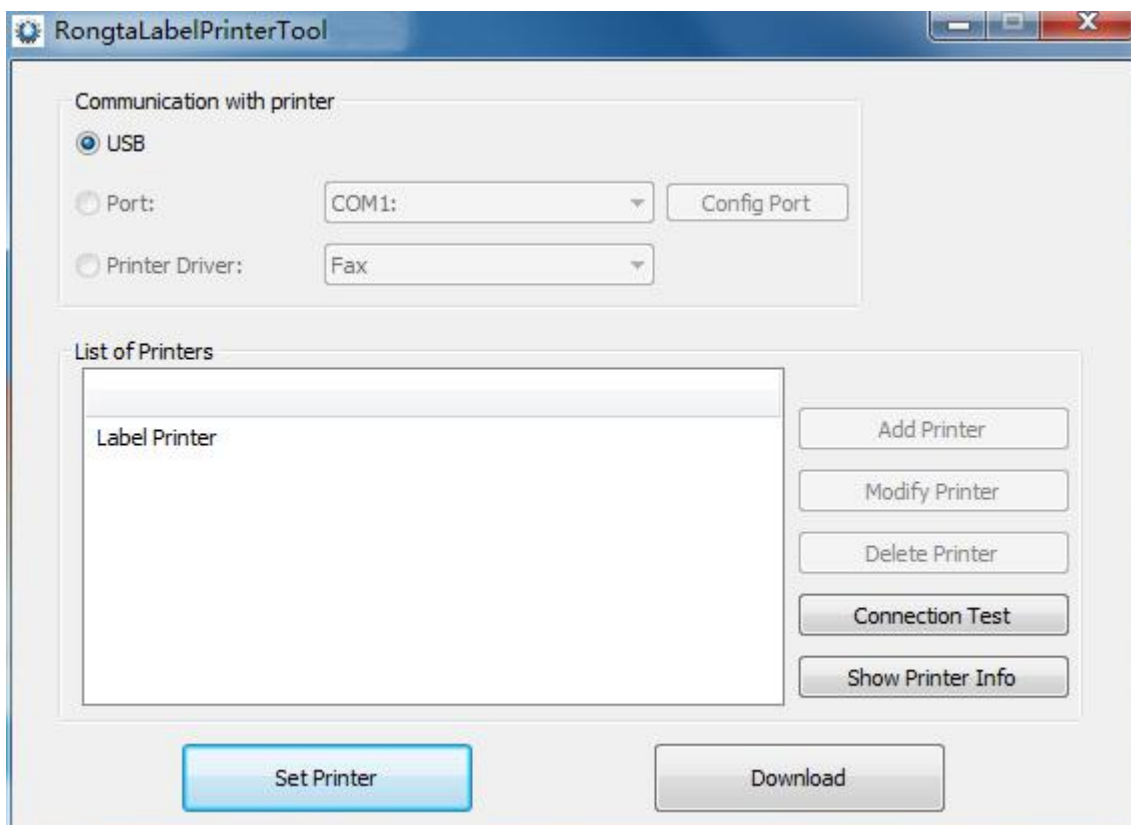 RongtaLabelPrinterTool
Communication with printer
USB
Port: COM1: Config Port
Printer Driver: Fax
List of Printers
Label Printer
Add Printer
Modify Printer
Delete Printer
Connection Test
Show Printer Info
Set Printer Download